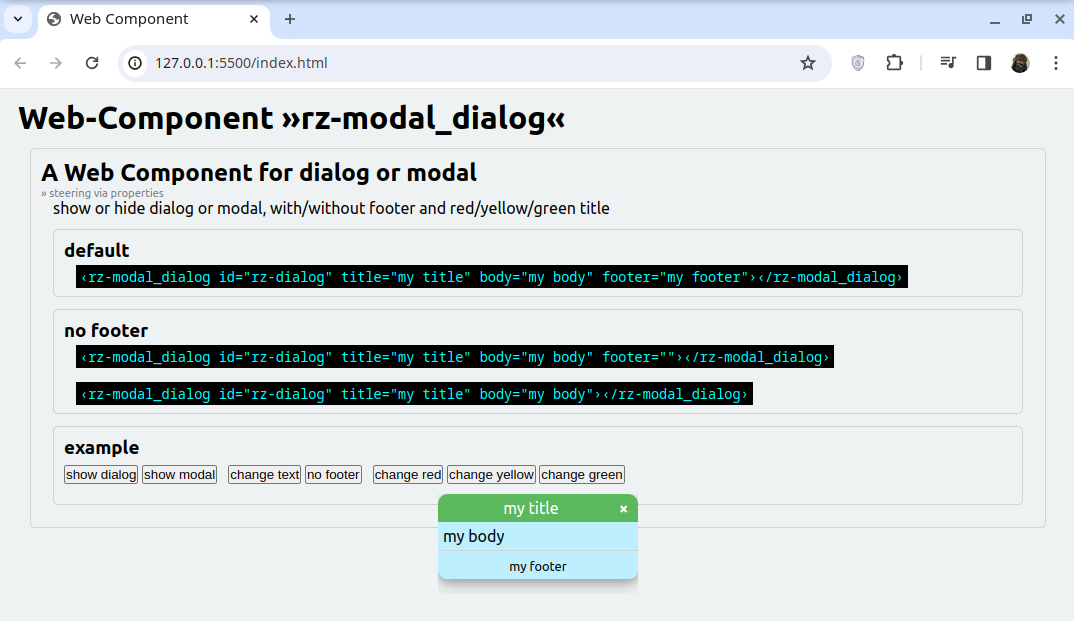 Web Component
127.0.0.1:5500/index.html
Web-Component »rz-modal_dialog«
A Web Component for dialog or modal
» steering via properties
show or hide dialog or modal, with/without footer and red/yellow/green title
default
‹rz-modal_dialog id="rz-dialog" title="my title" body="my body" footer="my footer"›‹/rz-modal_dialog›
no footer
‹rz-modal_dialog id="rz-dialog" title="my title" body="my body" footer=""›‹/rz-modal_dialog›
‹rz-modal_dialog id="rz-dialog" title="my title" body="my body"›‹/rz-modal_dialog›
example
show dialog show modal change text no footer change red change yellow change green
my title ×
my body
my footer